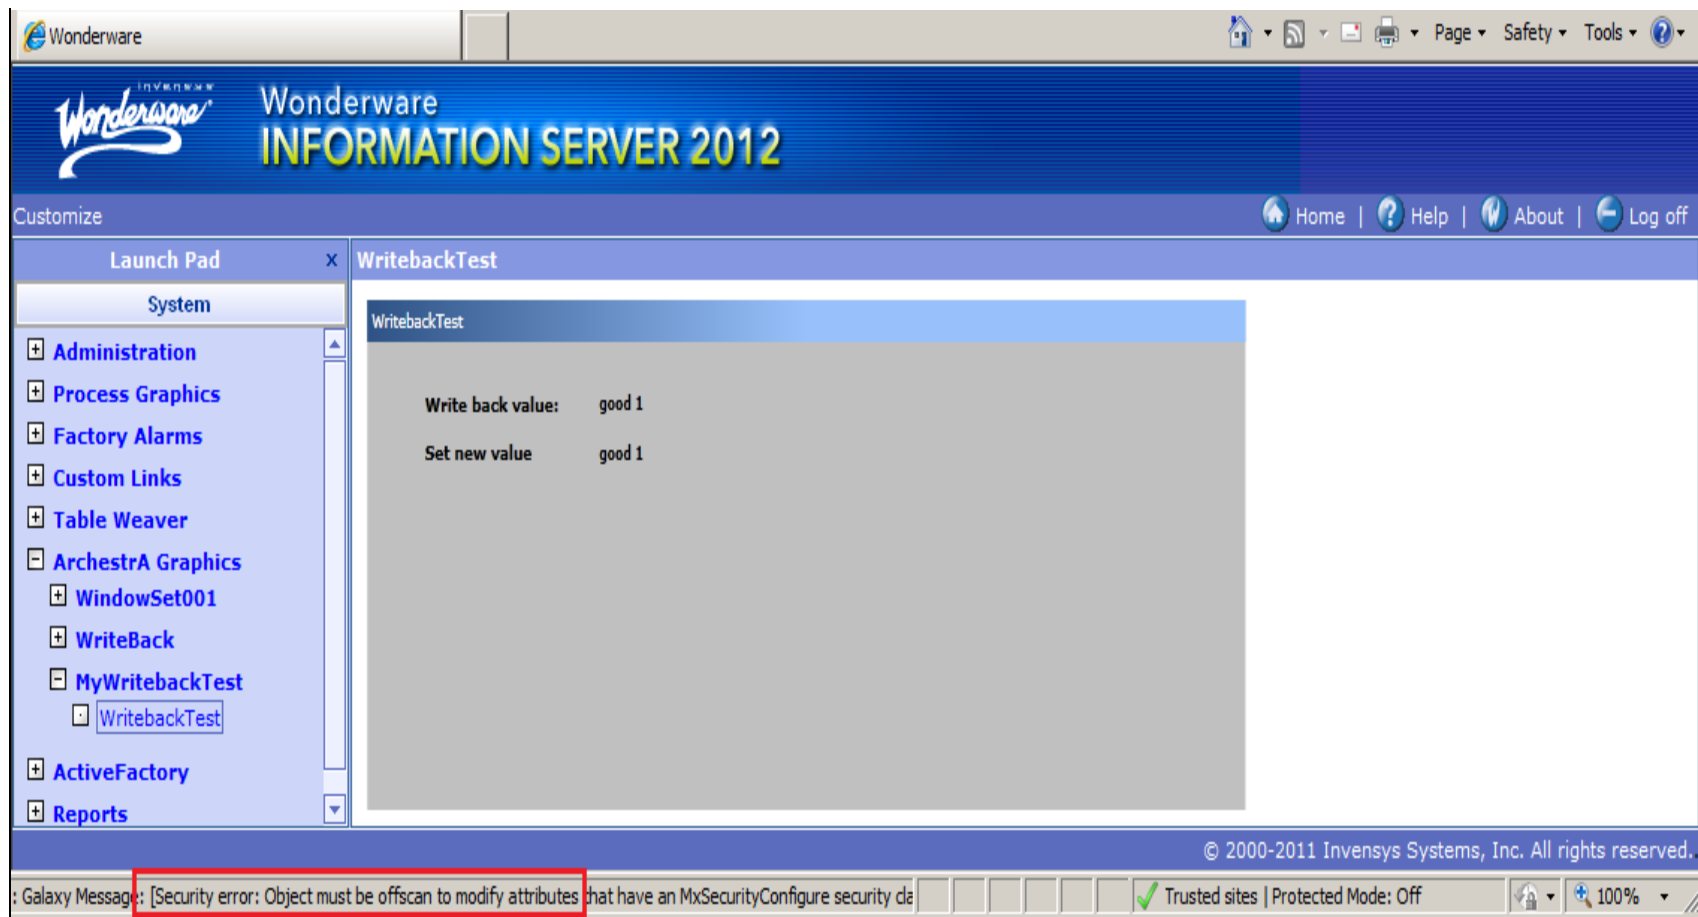 Wonderware
Page Safety Tools
invensys
Wonderware
Wonderware
INFORMATION SERVER 2012
Customize
Home | Help | About | Log off
Launch Pad x
WritebackTest
System
WritebackTest
Administration
Process Graphics
Factory Alarms
Custom Links
Table Weaver
ArchestrA Graphics
WindowSet001
WriteBack
MyWritebackTest
WritebackTest
ActiveFactory
Reports
Write back value: good 1
Set new value good 1
© 2000-2011 Invensys Systems, Inc. All rights reserved.
: Galaxy Message: [Security error: Object must be offscan to modify attributes that have an MxSecurityConfigure security cla
Trusted sites | Protected Mode: Off
100%